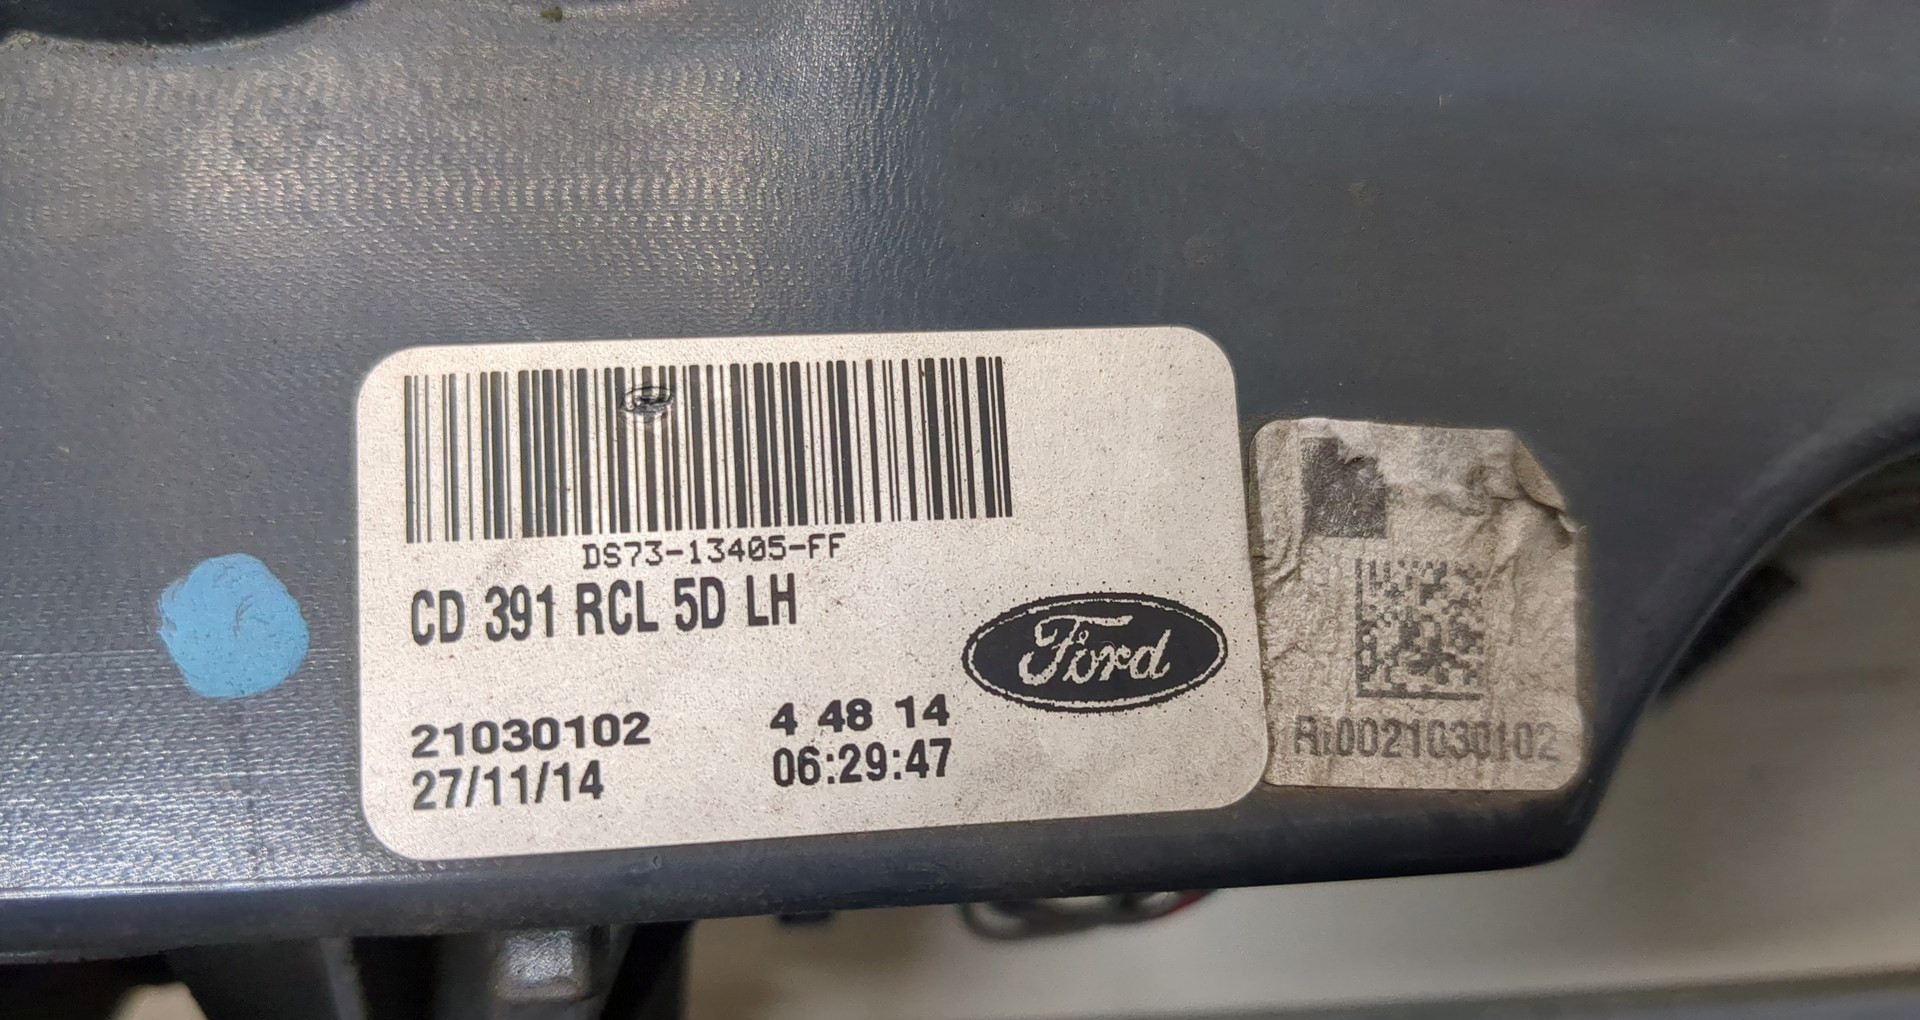 DS73-13405-FF
CD 391 RCL 5D LH
Ford
21030102
4 48 14
27/11/14
06:29:47
R:0021030102